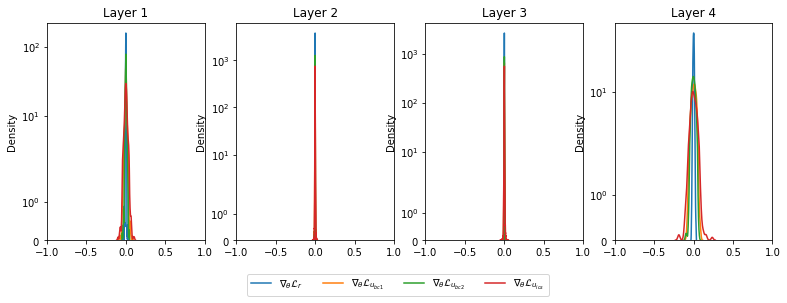 Layer 1 Layer 2 Layer 3 Layer 4
Density Density Density Density
10² 10¹ 10⁰ 0
10³ 10² 10¹ 10⁰ 0
10³ 10² 10¹ 10⁰ 0
10¹ 10⁰ 0
−1.0 −0.5 0.0 0.5 1.0 −1.0 −0.5 0.0 0.5 1.0 −1.0 −0.5 0.0 0.5 1.0 −1.0 −0.5 0.0 0.5 1.0
∇θℒr ∇θℒu_bc1 ∇θℒu_bc2 ∇θℒu_ics